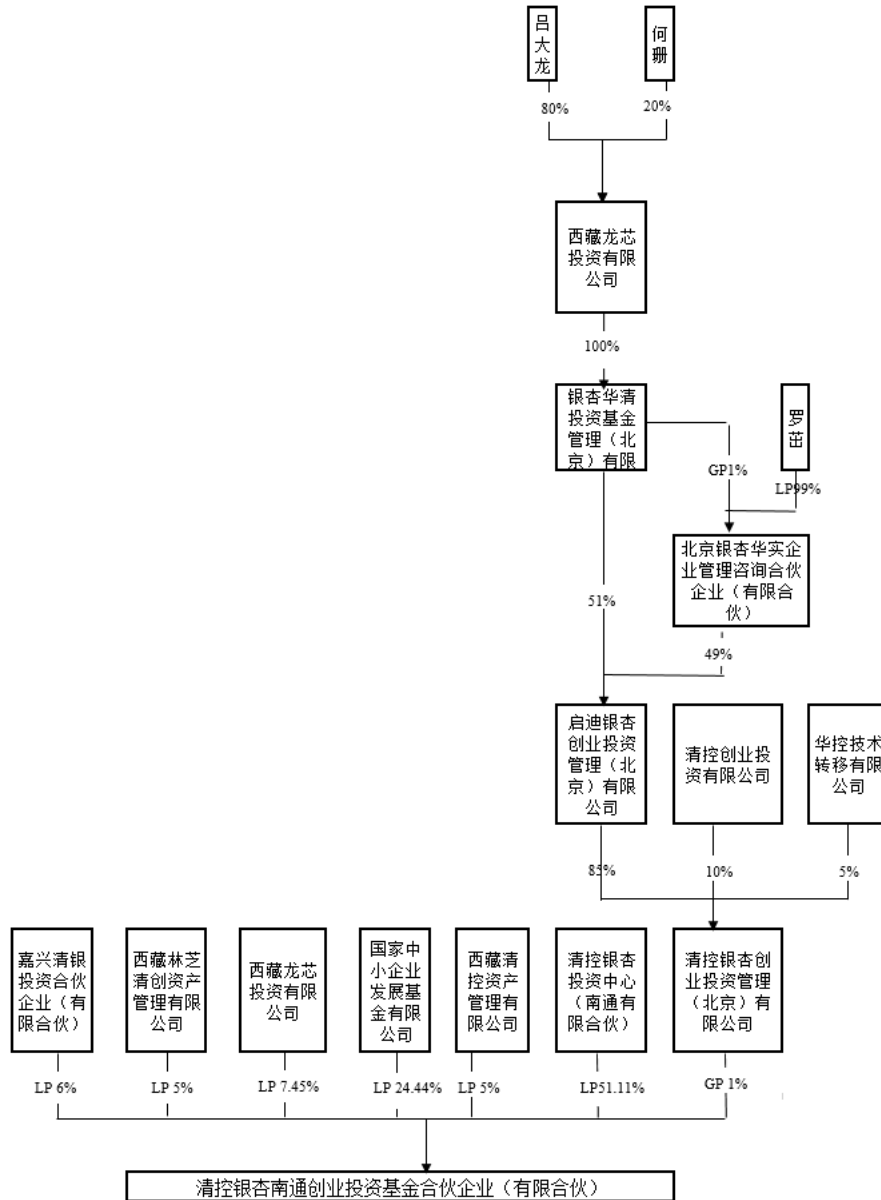 吕大龙
何珊
80%
20%
西藏龙芯
投资有限
公司
100%
银杏华清
投资基金
管理（北
京）有限
罗茁
GP1%
LP99%
北京银杏华实企
业管理咨询合伙
企业（有限合
伙）
51%
49%
启迪银杏
创业投资
管理（北
京）有限
公司
清控创业投
资有限公司
华控技术
转移有限
公司
85%
10%
5%
嘉兴清银
投资合伙
企业（有
限合伙）
西藏林芝
清创资产
管理有限
公司
西藏龙芯
投资有限
公司
国家中
小企业
发展基
金有限
公司
西藏清
控资产
管理有
限公司
清控银杏
投资中心
（南通有
限合伙）
清控银杏创
业投资管理
（北京）有
限公司
LP 6%
LP 5%
LP 7.45%
LP 24.44%
LP 5%
LP51.11%
GP 1%
清控银杏南通创业投资基金合伙企业（有限合伙）